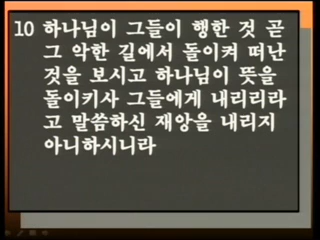 10 하나님이 그들이 행한 것 곧
그 악한 길에서 돌이켜 떠난
것을 보시고 하나님이 뜻을
돌이키사 그들에게 내리리라
고 말씀하신 재앙을 내리지
아니하시니라